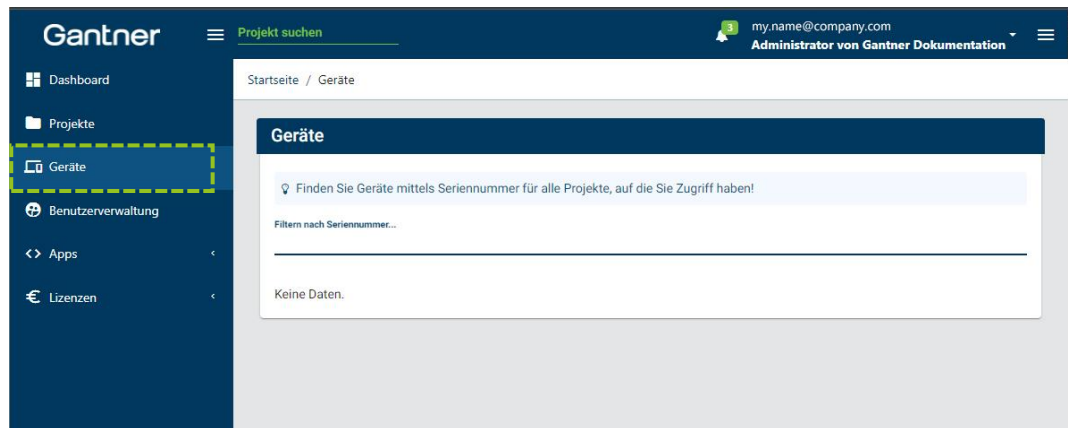 Gantner
Projekt suchen
3
my.name@company.com
Administrator von Gantner Dokumentation
Dashboard
Projekte
Geräte
Benutzerverwaltung
Apps
Lizenzen
Startseite / Geräte
Geräte
Finden Sie Geräte mittels Seriennummer für alle Projekte, auf die Sie Zugriff haben!
Filtern nach Seriennummer...
Keine Daten.